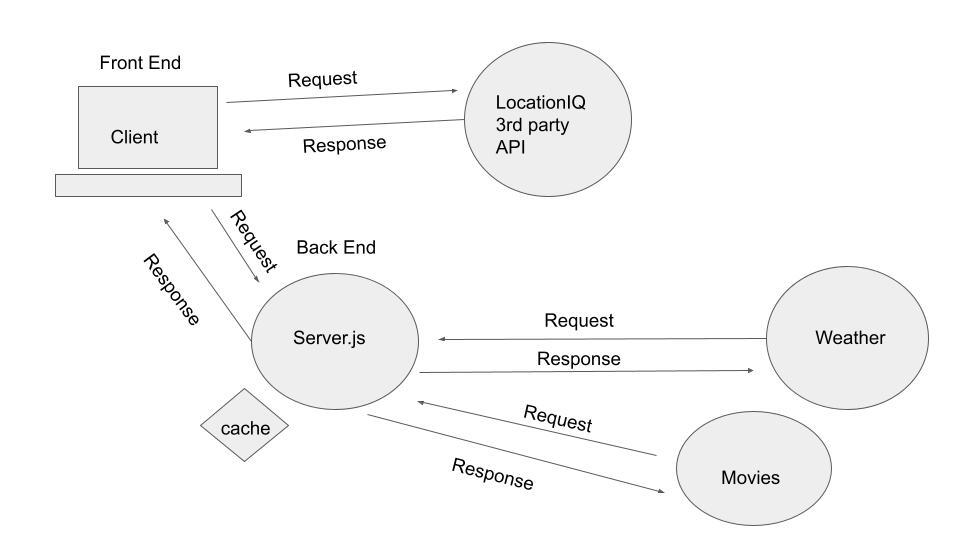 Front End
Client
Request
Response
LocationIQ
3rd party
API
Request
Response
Back End
Server.js
cache
Request
Response
Weather
Request
Response
Movies